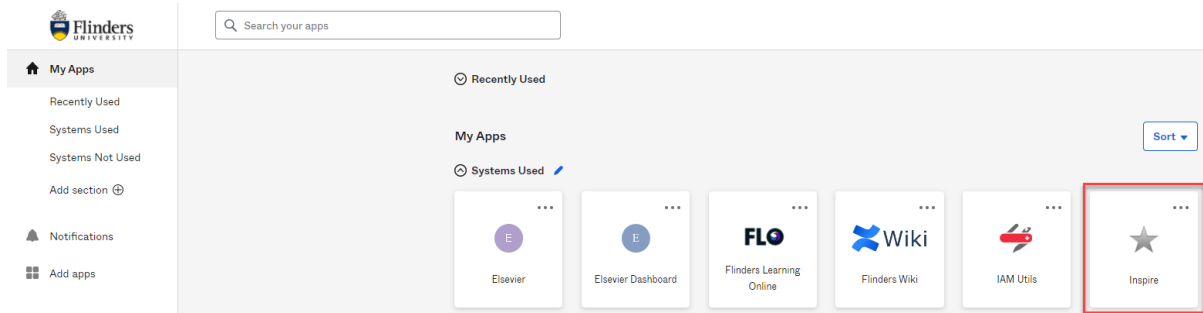 Flinders
UNIVERSITY
Search your apps
My Apps
Recently Used
Systems Used
Systems Not Used
Add section
Notifications
Add apps
Recently Used
My Apps
Sort
Systems Used
E
Elsevier
E
Elsevier Dashboard
FLO
Flinders Learning
Online
Wiki
Flinders Wiki
IAM Utils
Inspire